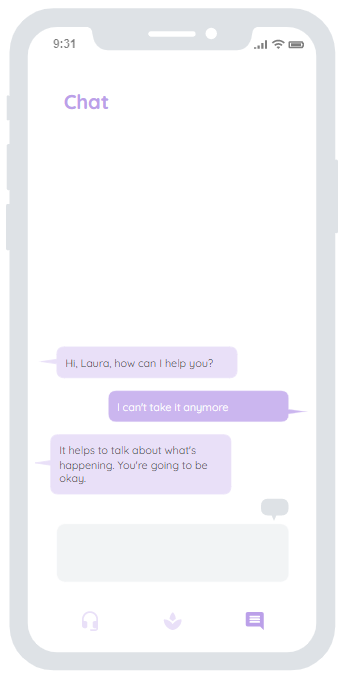 9:31
Chat
Hi, Laura, how can I help you?
I can't take it anymore
It helps to talk about what's
happening. You're going to be
okay.